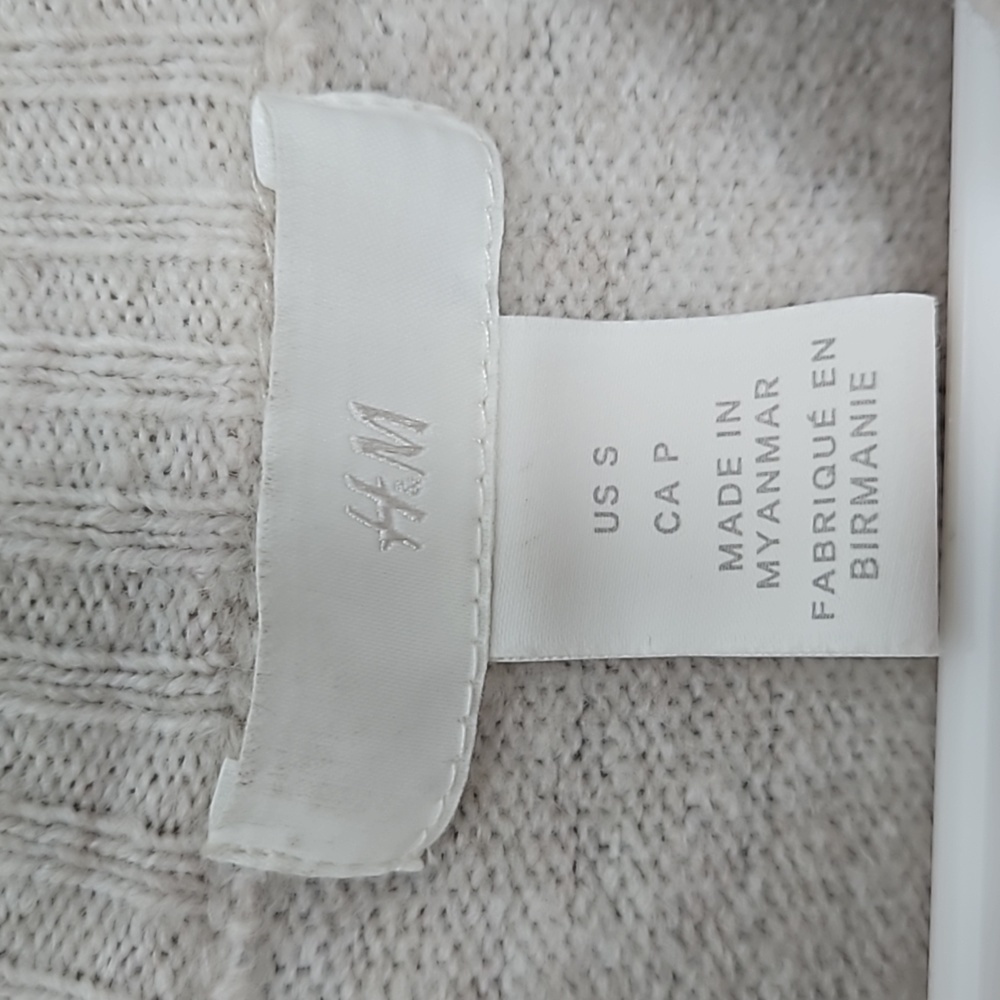 H&M
US S
CA P
MADE IN
MYANMAR
FABRIQUÉ EN
BIRMANIE